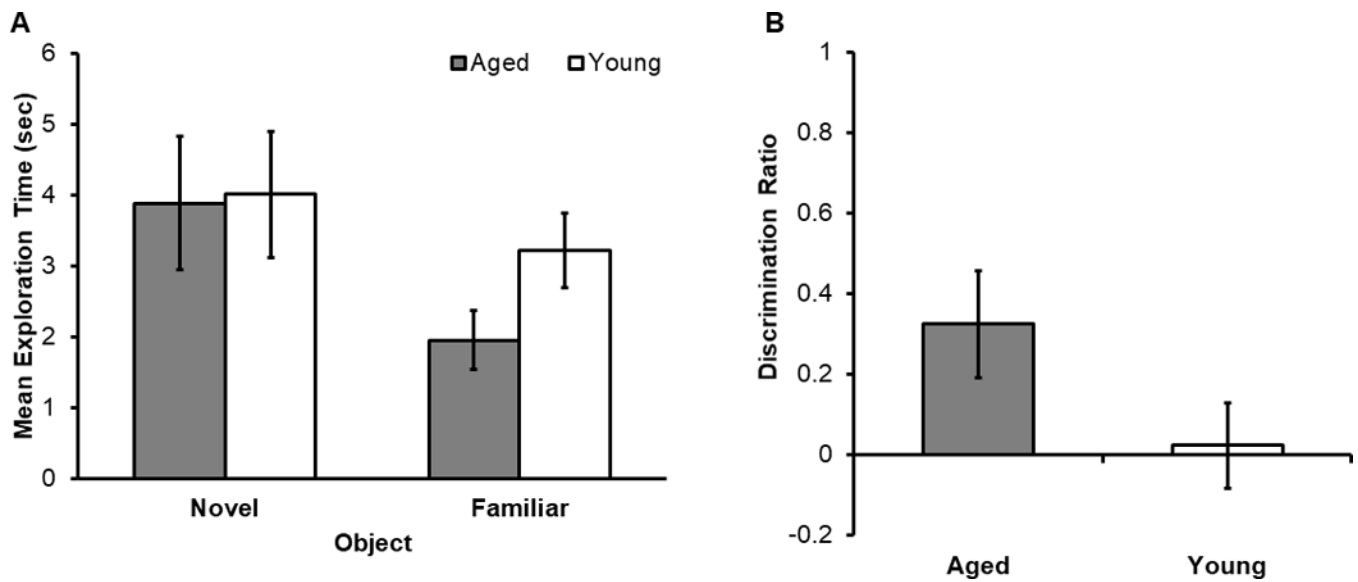 A
6
5
4
3
2
1
0
Mean Exploration Time (sec)
Aged Young
Novel Familiar
Object
B
1
0.8
0.6
0.4
0.2
0
-0.2
Discrimination Ratio
Aged Young